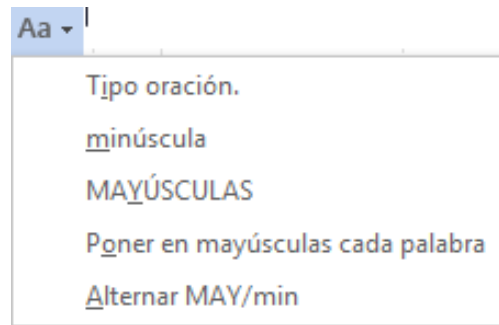 Aa
Tipo oración.
minúscula
MAYÚSCULAS
Poner en mayúsculas cada palabra
Alternar MAY/min